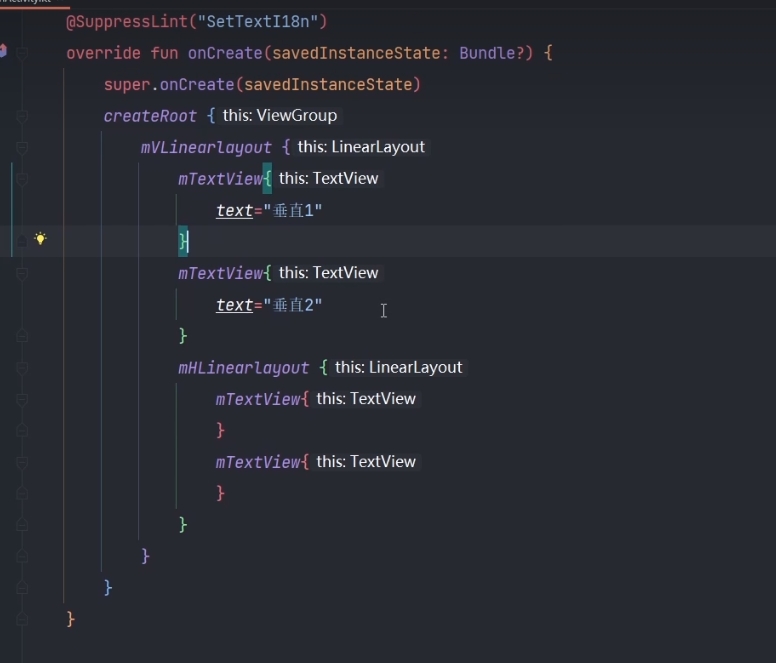 @SuppressLint("SetTextI18n")
override fun onCreate(savedInstanceState: Bundle?) {
super.onCreate(savedInstanceState)
createRoot { this: ViewGroup
mVLinearlayout { this: LinearLayout
mTextView{ this: TextView
text="垂直1"
}
mTextView{ this: TextView
text="垂直2"
}
mHLinearlayout { this: LinearLayout
mTextView{ this: TextView
}
mTextView{ this: TextView
}
}
}
}
}